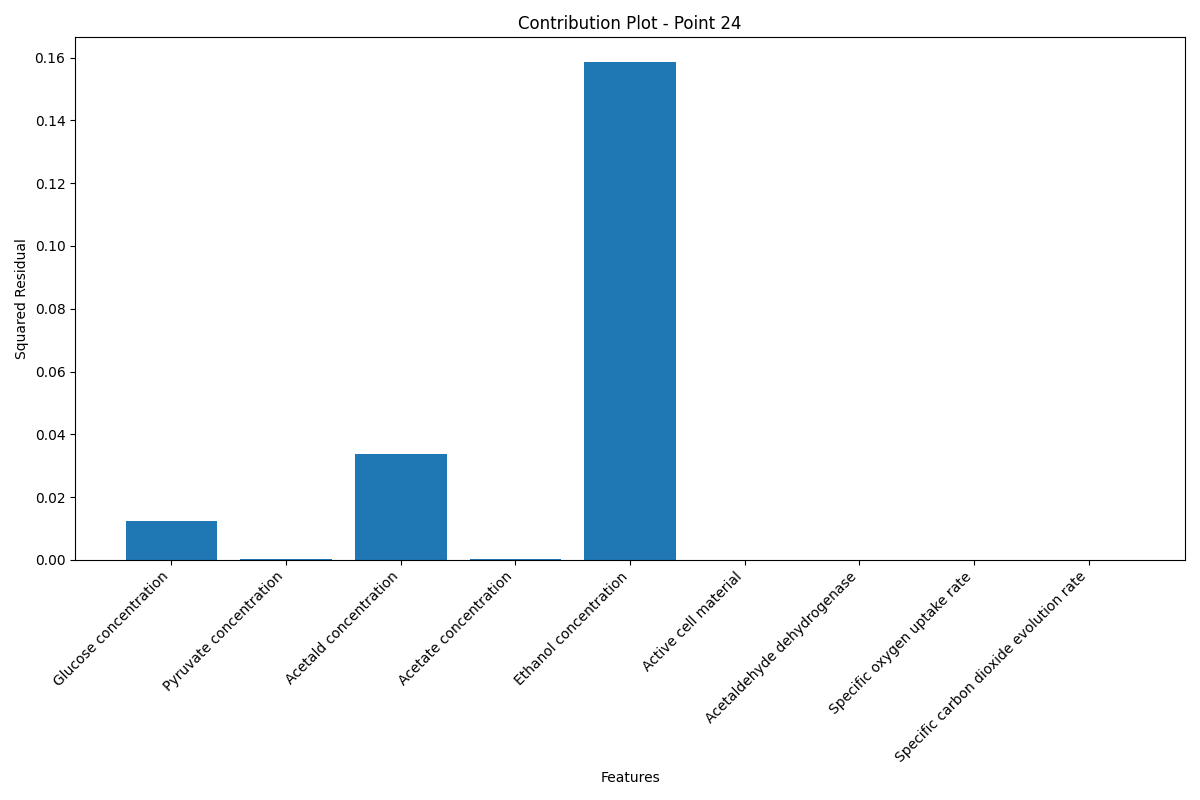 Contribution Plot - Point 24
Squared Residual
0.16
0.14
0.12
0.10
0.08
0.06
0.04
0.02
0.00
Glucose concentration
Pyruvate concentration
Acetald concentration
Acetate concentration
Ethanol concentration
Active cell material
Acetaldehyde dehydrogenase
Specific oxygen uptake rate
Specific carbon dioxide evolution rate
Features